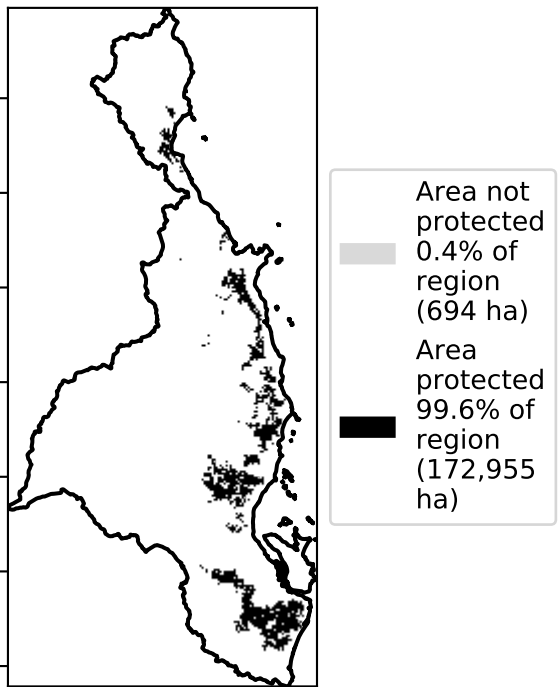 Area not
protected
0.4% of
region
(694 ha)
Area
protected
99.6% of
region
(172,955
ha)